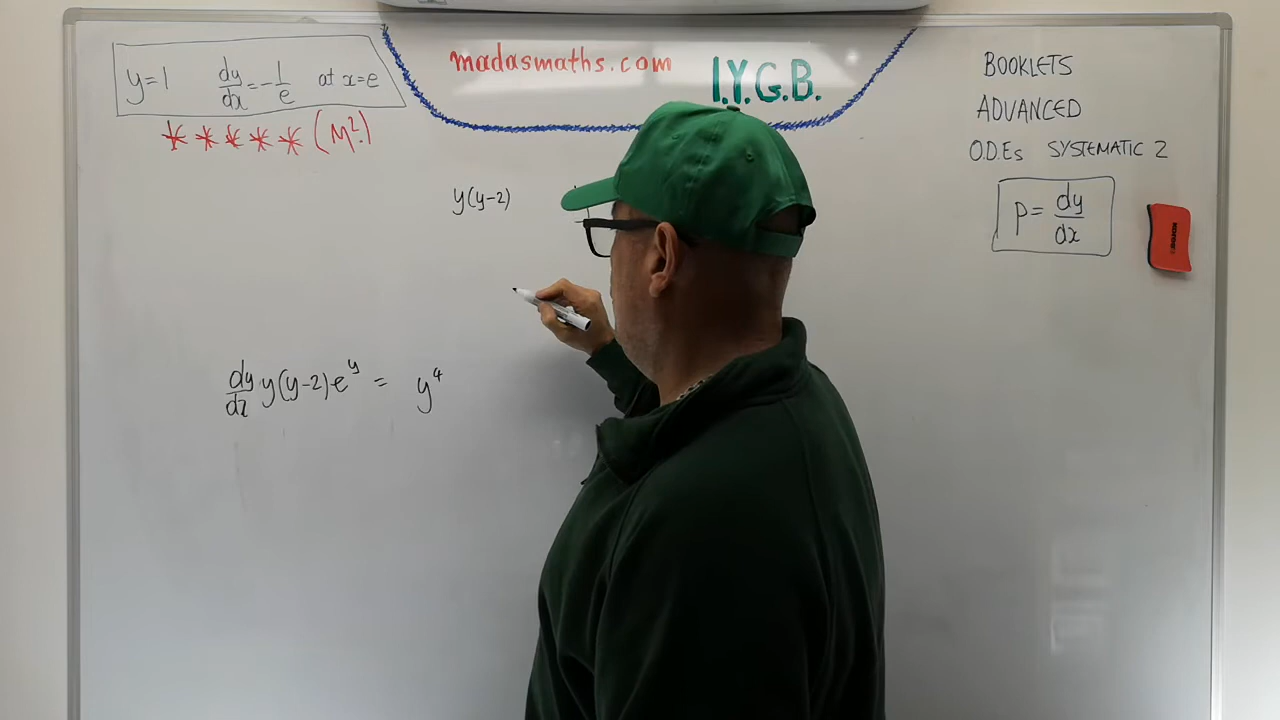 y=1 dy/dx=-1/e at x=e
***** (M².)
madasmaths.com
I.Y.G.B.
BOOKLETS
ADVANCED
O.D.Es SYSTEMATIC 2
p= dy/dx
y(y-2)
dy/dx y(y-2)e^y = y^4